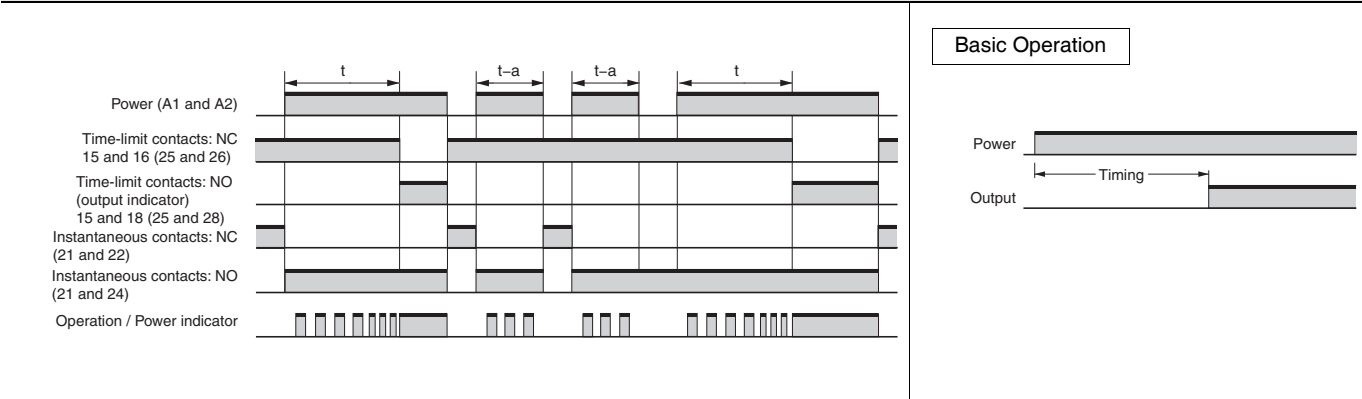 t
t−a
t−a
t
Power (A1 and A2)
Time-limit contacts: NC
15 and 16 (25 and 26)
Time-limit contacts: NO
(output indicator)
15 and 18 (25 and 28)
Instantaneous contacts: NC
(21 and 22)
Instantaneous contacts: NO
(21 and 24)
Operation / Power indicator
Basic Operation
Power
Timing
Output